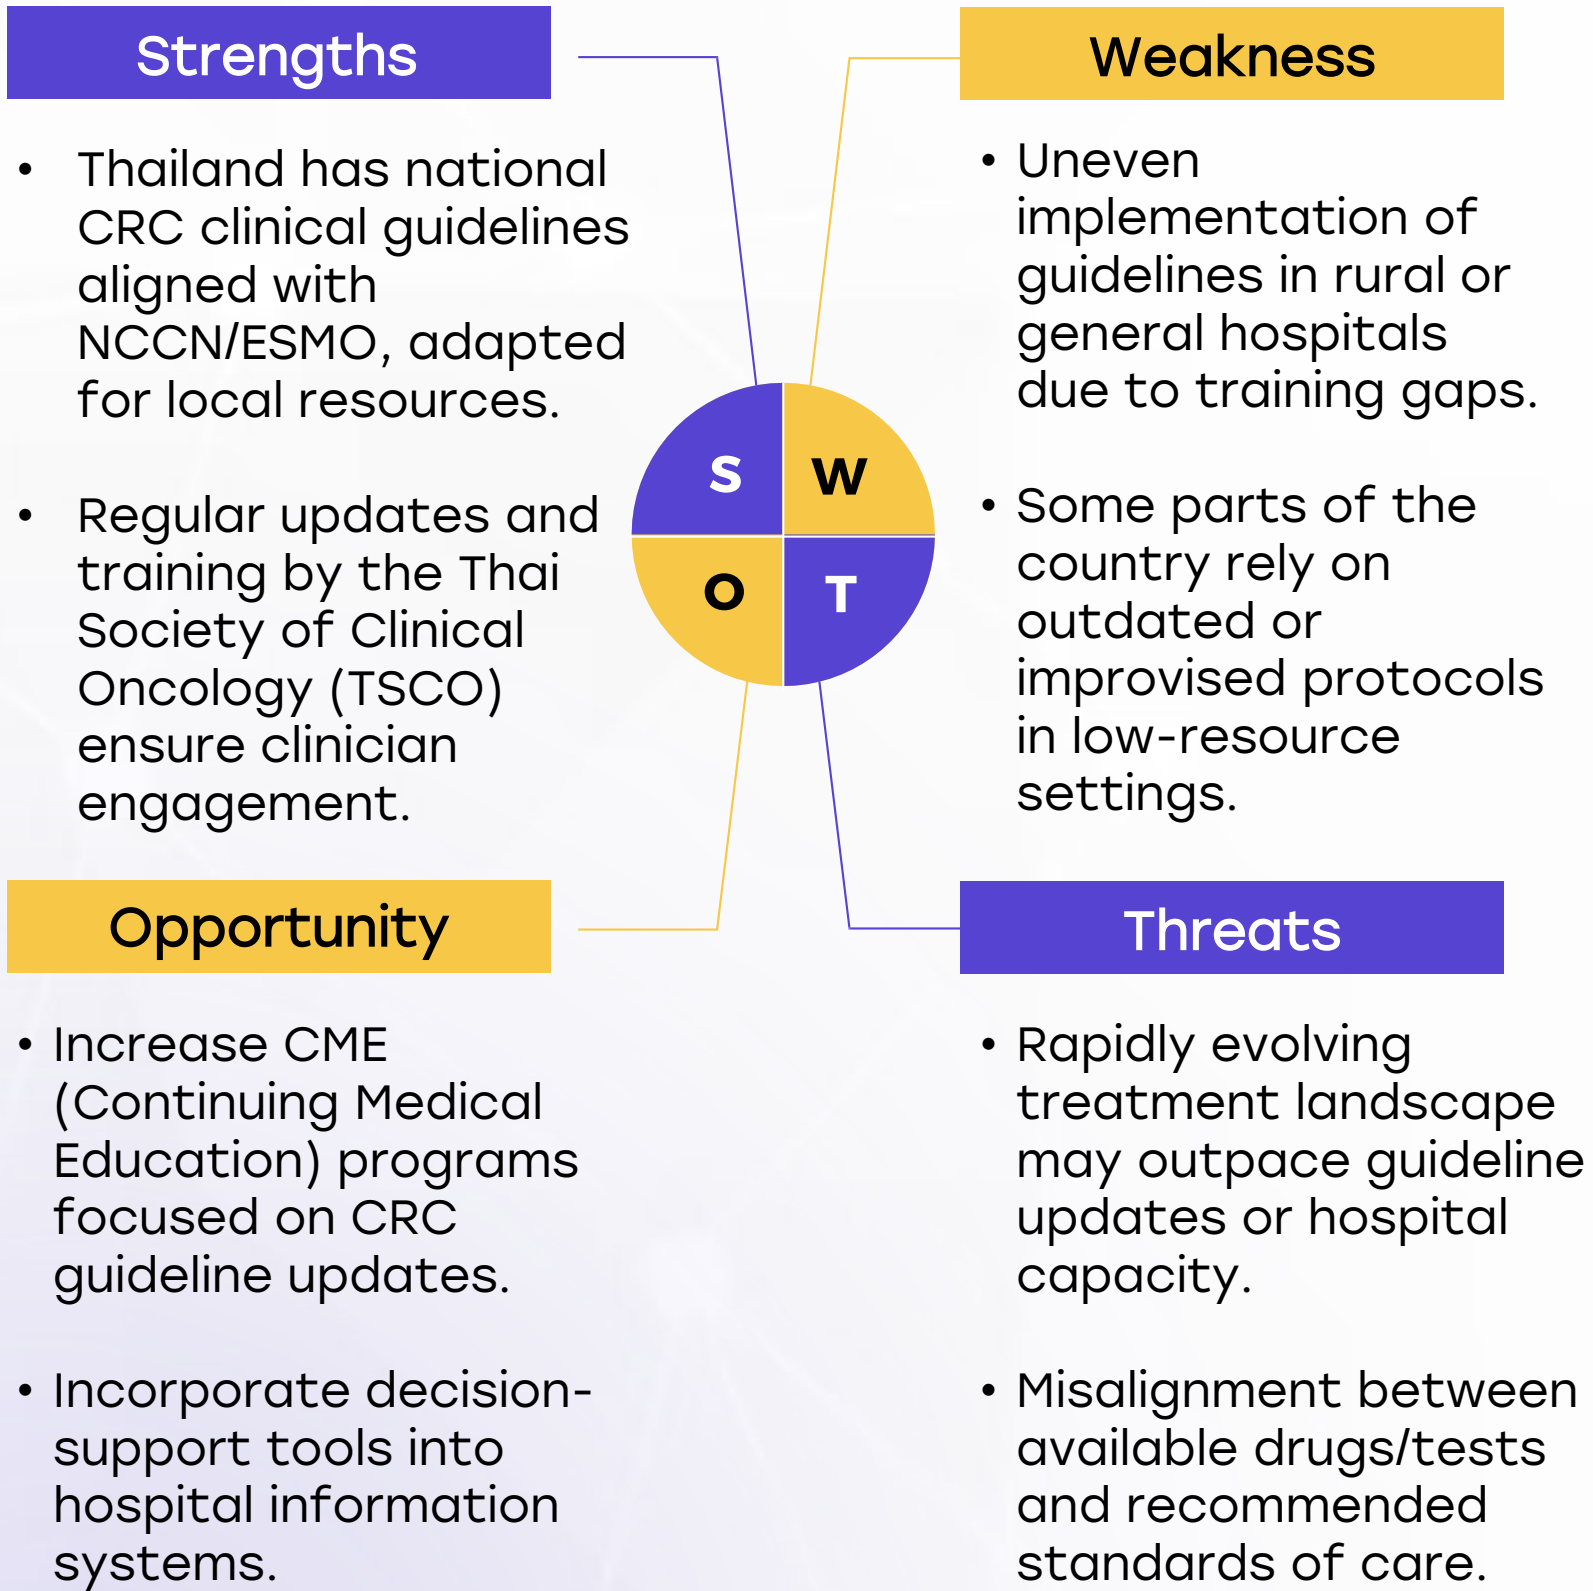 Strengths
• Thailand has national
CRC clinical guidelines
aligned with
NCCN/ESMO, adapted
for local resources.
• Regular updates and
training by the Thai
Society of Clinical
Oncology (TSCO)
ensure clinician
engagement.
Weakness
• Uneven
implementation of
guidelines in rural or
general hospitals
due to training gaps.
• Some parts of the
country rely on
outdated or
improvised protocols
in low-resource
settings.
S
W
O
T
Opportunity
• Increase CME
(Continuing Medical
Education) programs
focused on CRC
guideline updates.
• Incorporate decision-
support tools into
hospital information
systems.
Threats
• Rapidly evolving
treatment landscape
may outpace guideline
updates or hospital
capacity.
• Misalignment between
available drugs/tests
and recommended
standards of care.